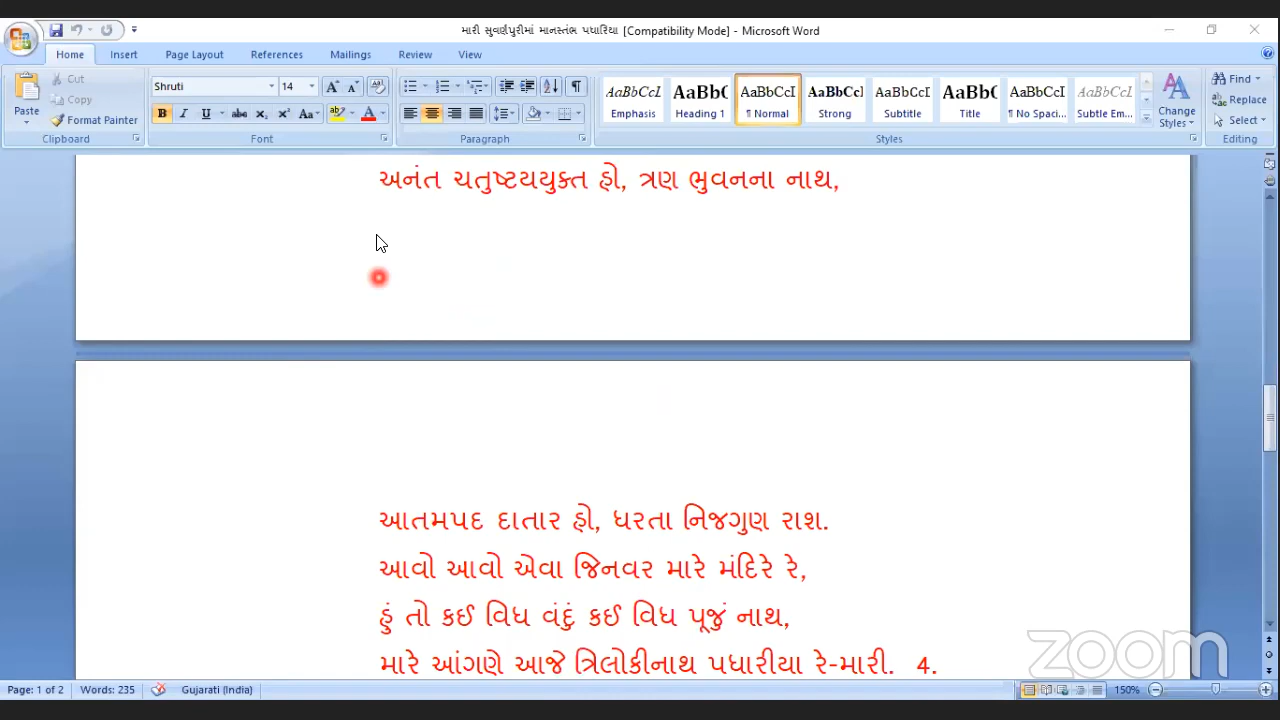 મારી સુવર્ણપુરીમાં માનસ્તંભ પધારિયા [Compatibility Mode] - Microsoft Word
Home Insert Page Layout References Mailings Review View
Paste
Cut
Copy
Format Painter
Clipboard
Shruti 14
B I U abc x₂ x² Aa
Font
Paragraph
AaBbCcI AaBbC AaBbCcI AaBbCcI AaBbCcI AaBbC AaBbCcI AaBbCcI
Emphasis Heading 1 ¶ Normal Strong Subtitle Title ¶ No Spaci... Subtle Em...
Change Styles
Styles
Find
Replace
Select
Editing
અનંત ચતુષ્ટયયુક્ત હો, ત્રણ ભુવનના નાથ,
આતમપદ દાતાર હો, ધરતા નિજગુણ રાશ.
આવો આવો એવા જિનવર મારે મંદિરે રે,
હું તો કઈ વિધ વંદું કઈ વિધ પૂજું નાથ,
મારે આંગણે આજે ત્રિલોકીનાથ પધારીયા રે-મારી. 4.
zoom
Page: 1 of 2 Words: 235 Gujarati (India) 150%